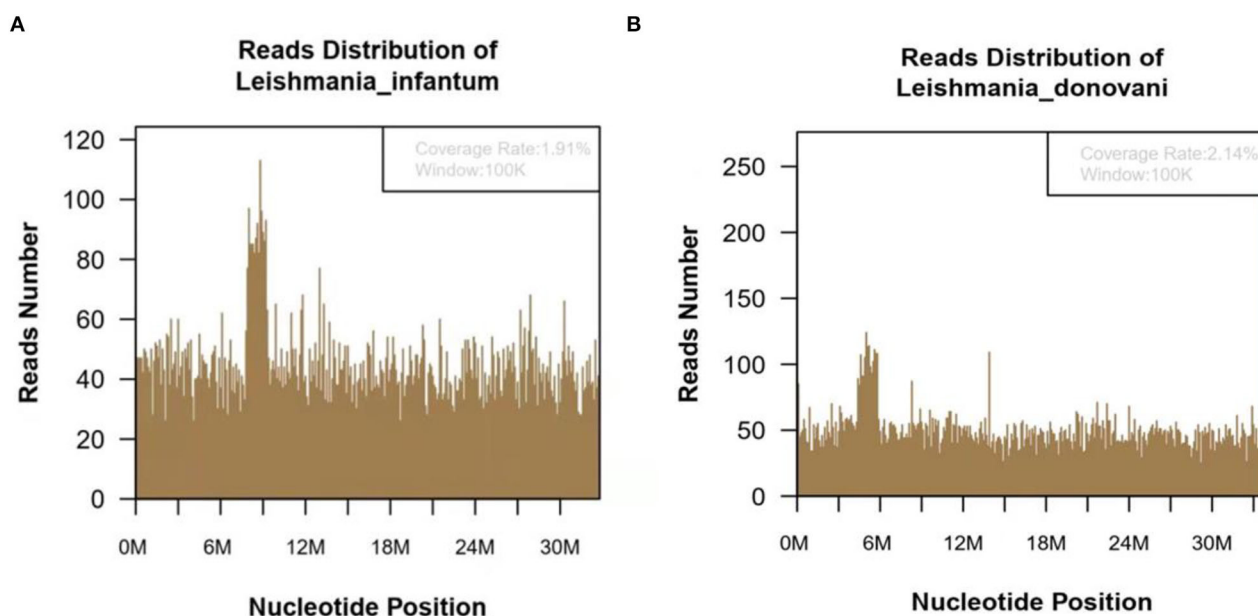 A
Reads Distribution of
Leishmania_infantum
Coverage Rate:1.91%
Window:100K
120
100
80
60
40
20
0
Reads Number
0M 6M 12M 18M 24M 30M
Nucleotide Position
B
Reads Distribution of
Leishmania_donovani
Coverage Rate:2.14%
Window:100K
250
200
150
100
50
0
Reads Number
0M 6M 12M 18M 24M 30M
Nucleotide Position